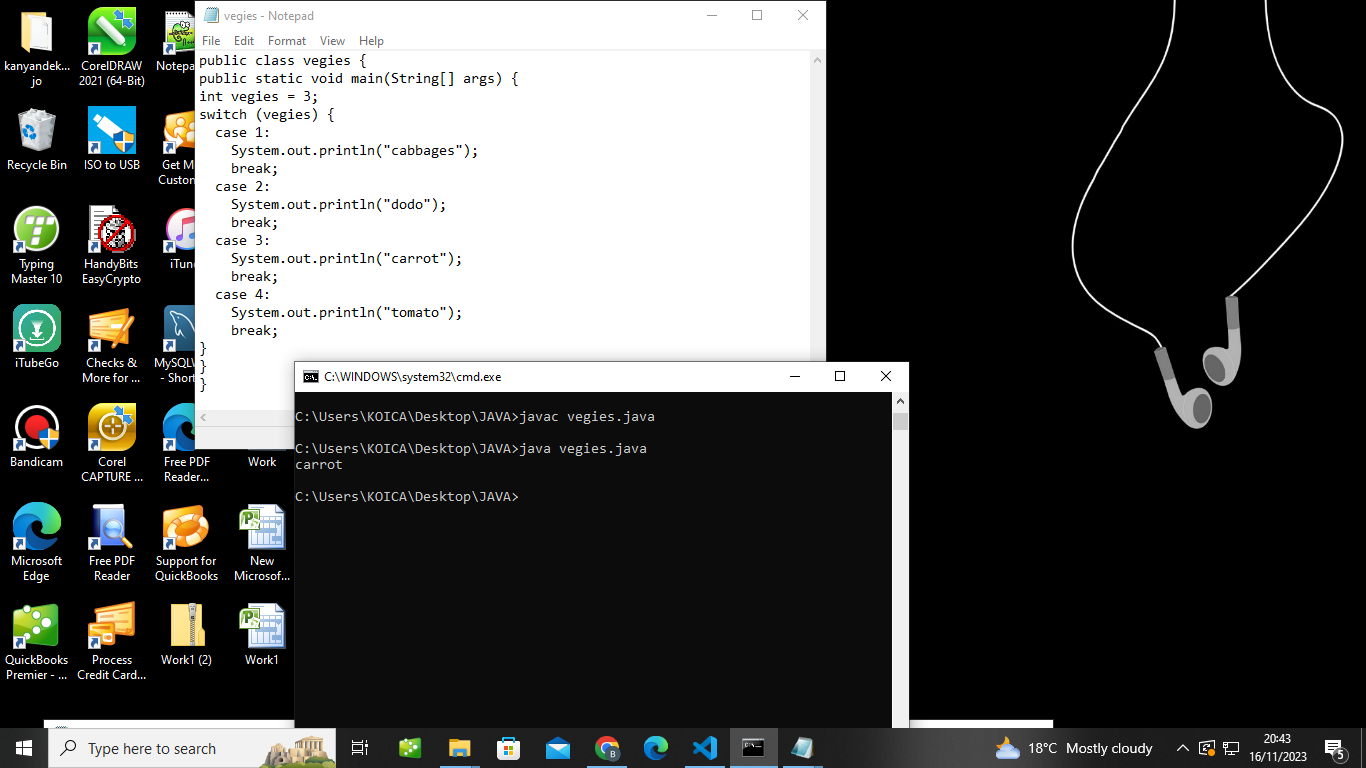 kanyandek... jo
CorelDRAW 2021 (64-Bit)
Recycle Bin
ISO to USB
Get M
Custon
Typing Master 10
HandyBits EasyCrypto
iTun
iTubeGo
Checks & More for ...
MySQLW
- Short
Bandicam
Corel CAPTURE ...
Free PDF Reader...
Work
Microsoft Edge
Free PDF Reader
Support for QuickBooks
New Microsof...
QuickBooks Premier - ...
Process Credit Card...
Work1 (2)
Work1
Notepa
vegies - Notepad
File Edit Format View Help
public class vegies {
public static void main(String[] args) {
int vegies = 3;
switch (vegies) {
  case 1:
    System.out.println("cabbages");
    break;
  case 2:
    System.out.println("dodo");
    break;
  case 3:
    System.out.println("carrot");
    break;
  case 4:
    System.out.println("tomato");
    break;
}
}
}
C:\WINDOWS\system32\cmd.exe
C:\Users\KOICA\Desktop\JAVA>javac vegies.java
C:\Users\KOICA\Desktop\JAVA>java vegies.java
carrot
C:\Users\KOICA\Desktop\JAVA>
Type here to search
18°C Mostly cloudy
20:43
16/11/2023
5